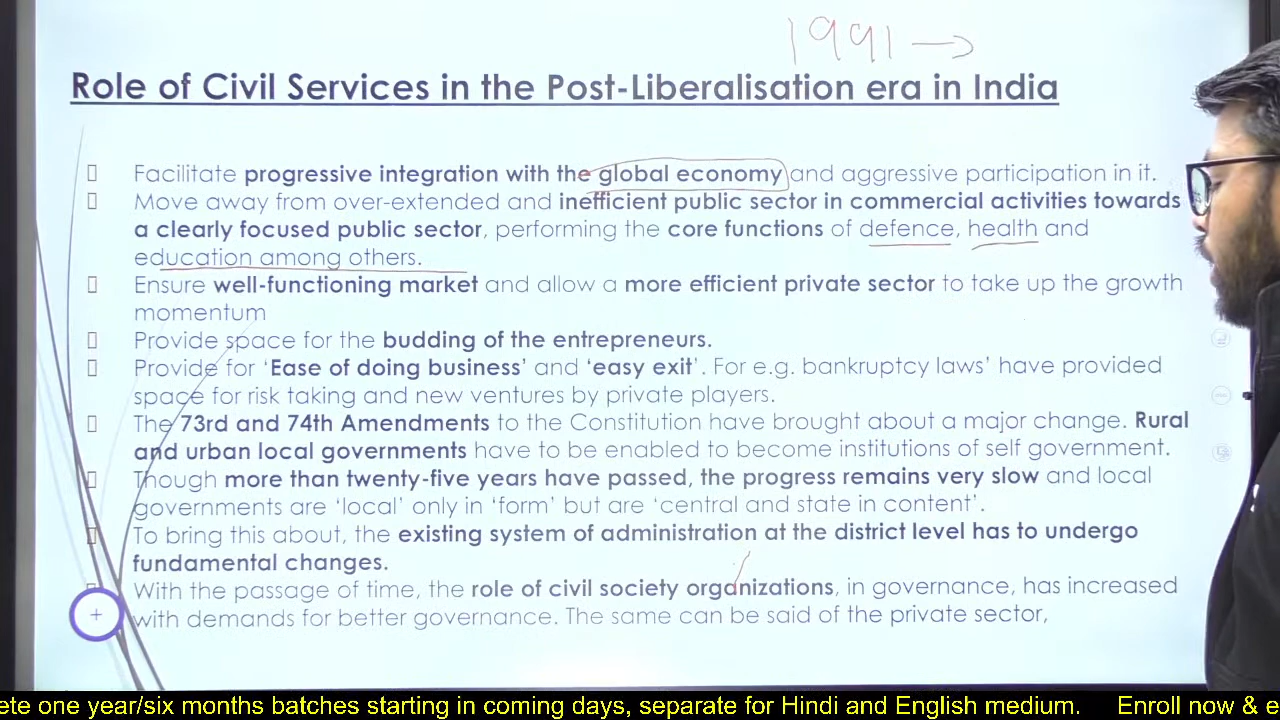 1991 →
Role of Civil Services in the Post-Liberalisation era in India
Facilitate progressive integration with the global economy and aggressive participation in it.
Move away from over-extended and inefficient public sector in commercial activities towards
a clearly focused public sector, performing the core functions of defence, health and
education among others.
Ensure well-functioning market and allow a more efficient private sector to take up the growth
momentum
Provide space for the budding of the entrepreneurs.
Provide for ‘Ease of doing business’ and ‘easy exit’. For e.g. bankruptcy laws’ have provided
space for risk taking and new ventures by private players.
The 73rd and 74th Amendments to the Constitution have brought about a major change. Rural
and urban local governments have to be enabled to become institutions of self government.
Though more than twenty-five years have passed, the progress remains very slow and local
governments are ‘local’ only in ‘form’ but are ‘central and state in content’.
To bring this about, the existing system of administration at the district level has to undergo
fundamental changes.
With the passage of time, the role of civil society organizations, in governance, has increased
with demands for better governance. The same can be said of the private sector,
ete one year/six months batches starting in coming days, separate for Hindi and English medium. Enroll now & e